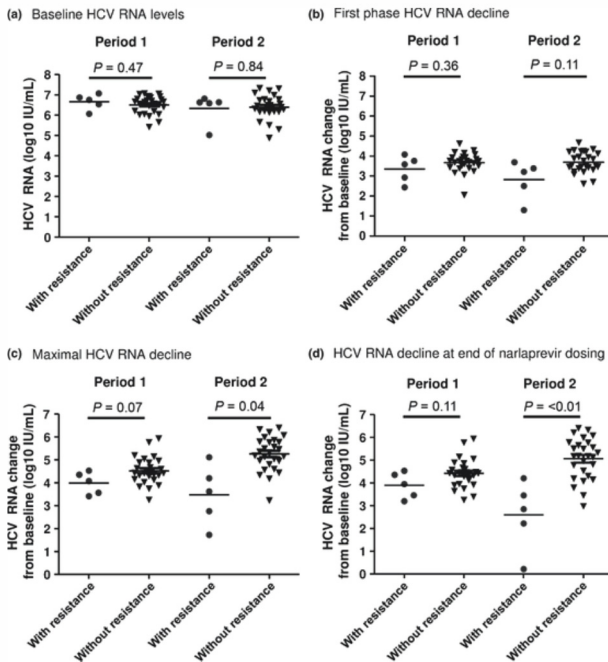 (a) Baseline HCV RNA levels
Period 1 Period 2
P = 0.47 P = 0.84
HCV RNA (log10 IU/mL)
8
7
6
5
4
3
2
1
0
With resistance
Without resistance
With resistance
Without resistance
(b) First phase HCV RNA decline
Period 1 Period 2
P = 0.36 P = 0.11
HCV RNA change
from baseline (log10 IU/mL)
7
6
5
4
3
2
1
0
With resistance
Without resistance
With resistance
Without resistance
(c) Maximal HCV RNA decline
Period 1 Period 2
P = 0.07 P = 0.04
HCV RNA change
from baseline (log10 IU/mL)
7
6
5
4
3
2
1
0
With resistance
Without resistance
With resistance
Without resistance
(d) HCV RNA decline at end of narlaprevir dosing
Period 1 Period 2
P = 0.11 P = <0.01
HCV RNA change
from baseline (log10 IU/mL)
7
6
5
4
3
2
1
0
With resistance
Without resistance
With resistance
Without resistance